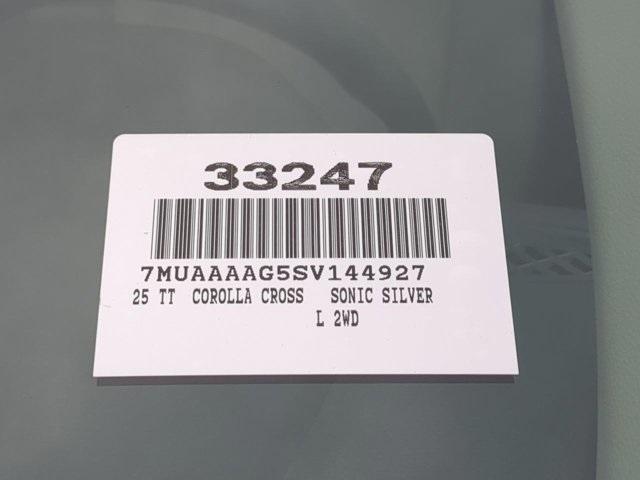 33247
7MUAAAAG5SV144927
25 TT COROLLA CROSS SONIC SILVER
L 2WD